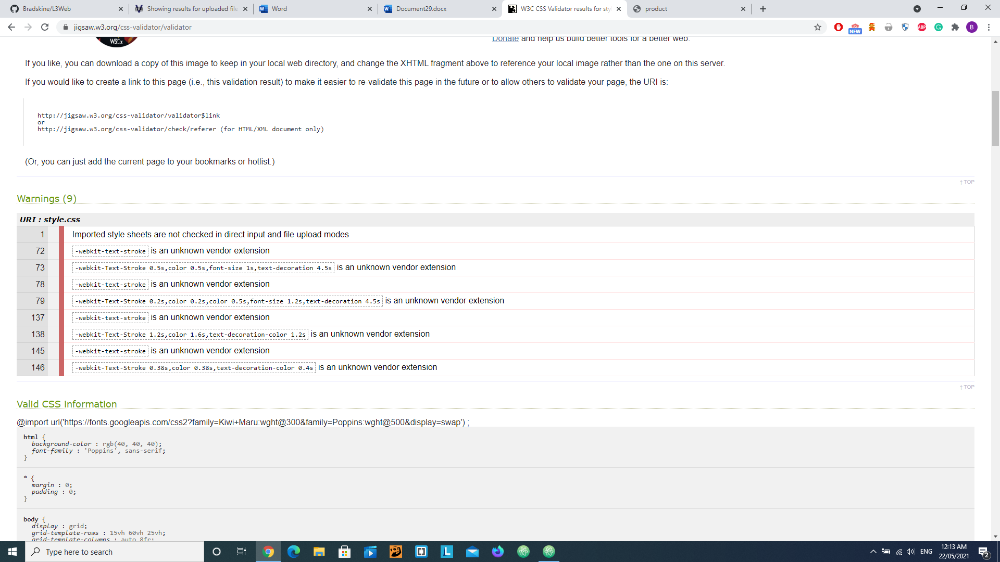 Bradskine/L3Web
Showing results for uploaded file
Word
Document29.docx
W3C CSS Validator results for sty
product
jigsaw.w3.org/css-validator/validator
NEW
ABP
B
W3Cx
Donate and help us build better tools for a better web.
If you like, you can download a copy of this image to keep in your local web directory, and change the XHTML fragment above to reference your local image rather than the one on this server.
If you would like to create a link to this page (i.e., this validation result) to make it easier to re-validate this page in the future or to allow others to validate your page, the URI is:
http://jigsaw.w3.org/css-validator/validator$link
or
http://jigsaw.w3.org/css-validator/check/referer (for HTML/XML document only)
(Or, you can just add the current page to your bookmarks or hotlist.)
↑ TOP
Warnings (9)
URI : style.css
1 Imported style sheets are not checked in direct input and file upload modes
72 -webkit-text-stroke is an unknown vendor extension
73 -webkit-Text-Stroke 0.5s,color 0.5s,font-size 1s,text-decoration 4.5s is an unknown vendor extension
78 -webkit-text-stroke is an unknown vendor extension
79 -webkit-Text-Stroke 0.2s,color 0.2s,color 0.5s,font-size 1.2s,text-decoration 4.5s is an unknown vendor extension
137 -webkit-text-stroke is an unknown vendor extension
138 -webkit-Text-Stroke 1.2s,color 1.6s,text-decoration-color 1.2s is an unknown vendor extension
145 -webkit-text-stroke is an unknown vendor extension
146 -webkit-Text-Stroke 0.38s,color 0.38s,text-decoration-color 0.4s is an unknown vendor extension
↑ TOP
Valid CSS information
@import url('https://fonts.googleapis.com/css2?family=Kiwi+Maru:wght@300&family=Poppins:wght@500&display=swap') ;
html {
background-color : rgb(40, 40, 40);
font-family : 'Poppins', sans-serif;
}
* {
margin : 0;
padding : 0;
}
body {
display : grid;
grid-template-rows : 15vh 60vh 25vh;
grid-template-columns : auto 8fr;
Type here to search
L
ENG
12:13 AM
22/05/2021
2